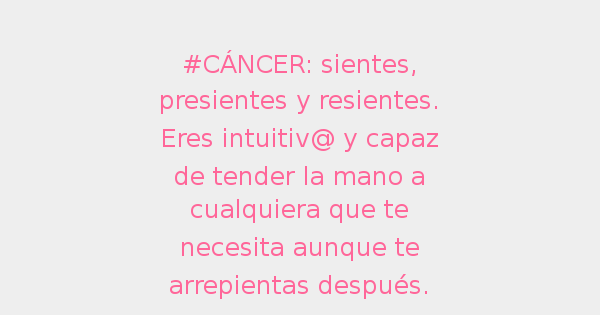 #CÁNCER: sientes,
presientes y resientes.
Eres intuitiv@ y capaz
de tender la mano a
cualquiera que te
necesita aunque te
arrepientas después.